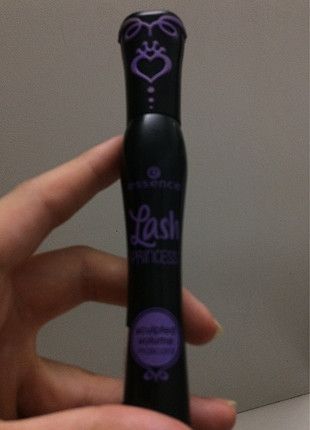 essence
Lash
PRINCESS
sculpted
volume
mascara